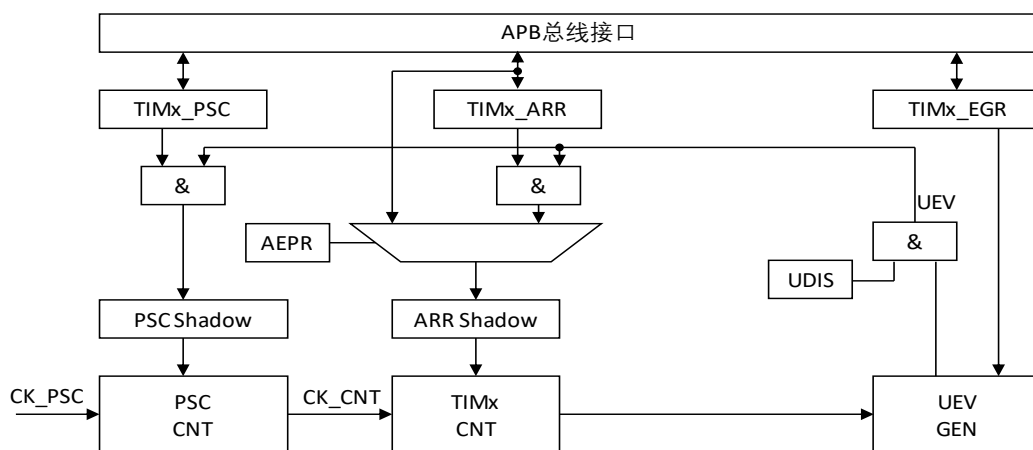 APB总线接口
TIMx_PSC
TIMx_ARR
TIMx_EGR
&
&
UEV
&
AEPR
UDIS
PSC Shadow
ARR Shadow
CK_PSC
PSC
CNT
CK_CNT
TIMx
CNT
UEV
GEN